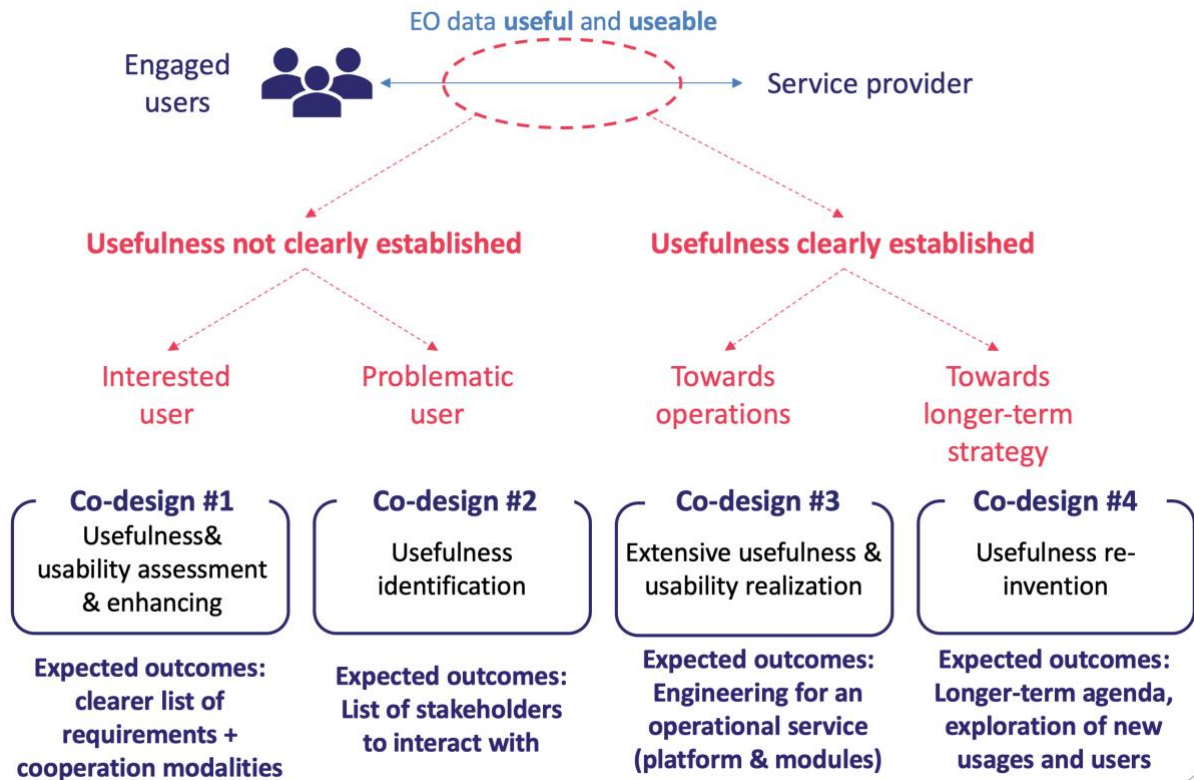 EO data useful and useable
Engaged
users
Service provider
Usefulness not clearly established
Usefulness clearly established
Interested
user
Problematic
user
Towards
operations
Towards
longer-term
strategy
Co-design #1
Usefulness&
usability assessment
& enhancing
Co-design #2
Usefulness
identification
Co-design #3
Extensive usefulness &
usability realization
Co-design #4
Usefulness re-
invention
Expected outcomes:
clearer list of
requirements +
cooperation modalities
Expected outcomes:
List of stakeholders
to interact with
Expected outcomes:
Engineering for an
operational service
(platform & modules)
Expected outcomes:
Longer-term agenda,
exploration of new
usages and users